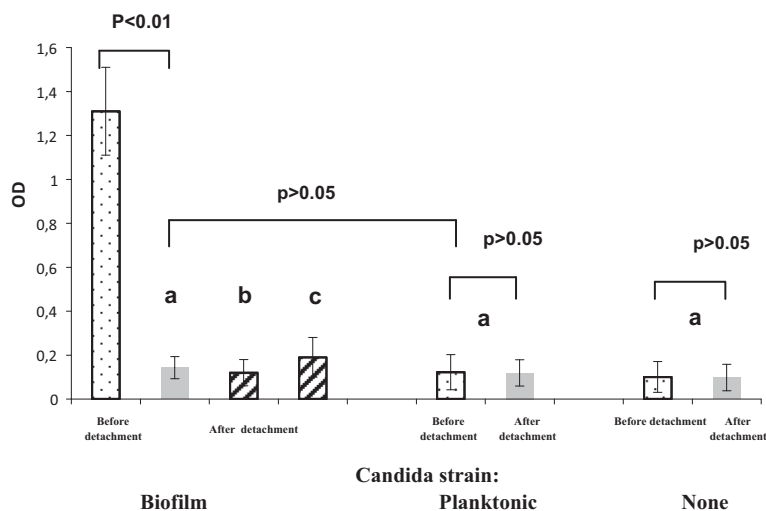 P<0.01
1,6
1,4
1,2
1
0,8
0,6
0,4
0,2
0
OD
p>0.05
p>0.05
p>0.05
a
b
c
a
a
Before
detachment
After detachment
Before
detachment
After
detachment
Before detachment
After
detachment
Candida strain:
Biofilm
Planktonic
None